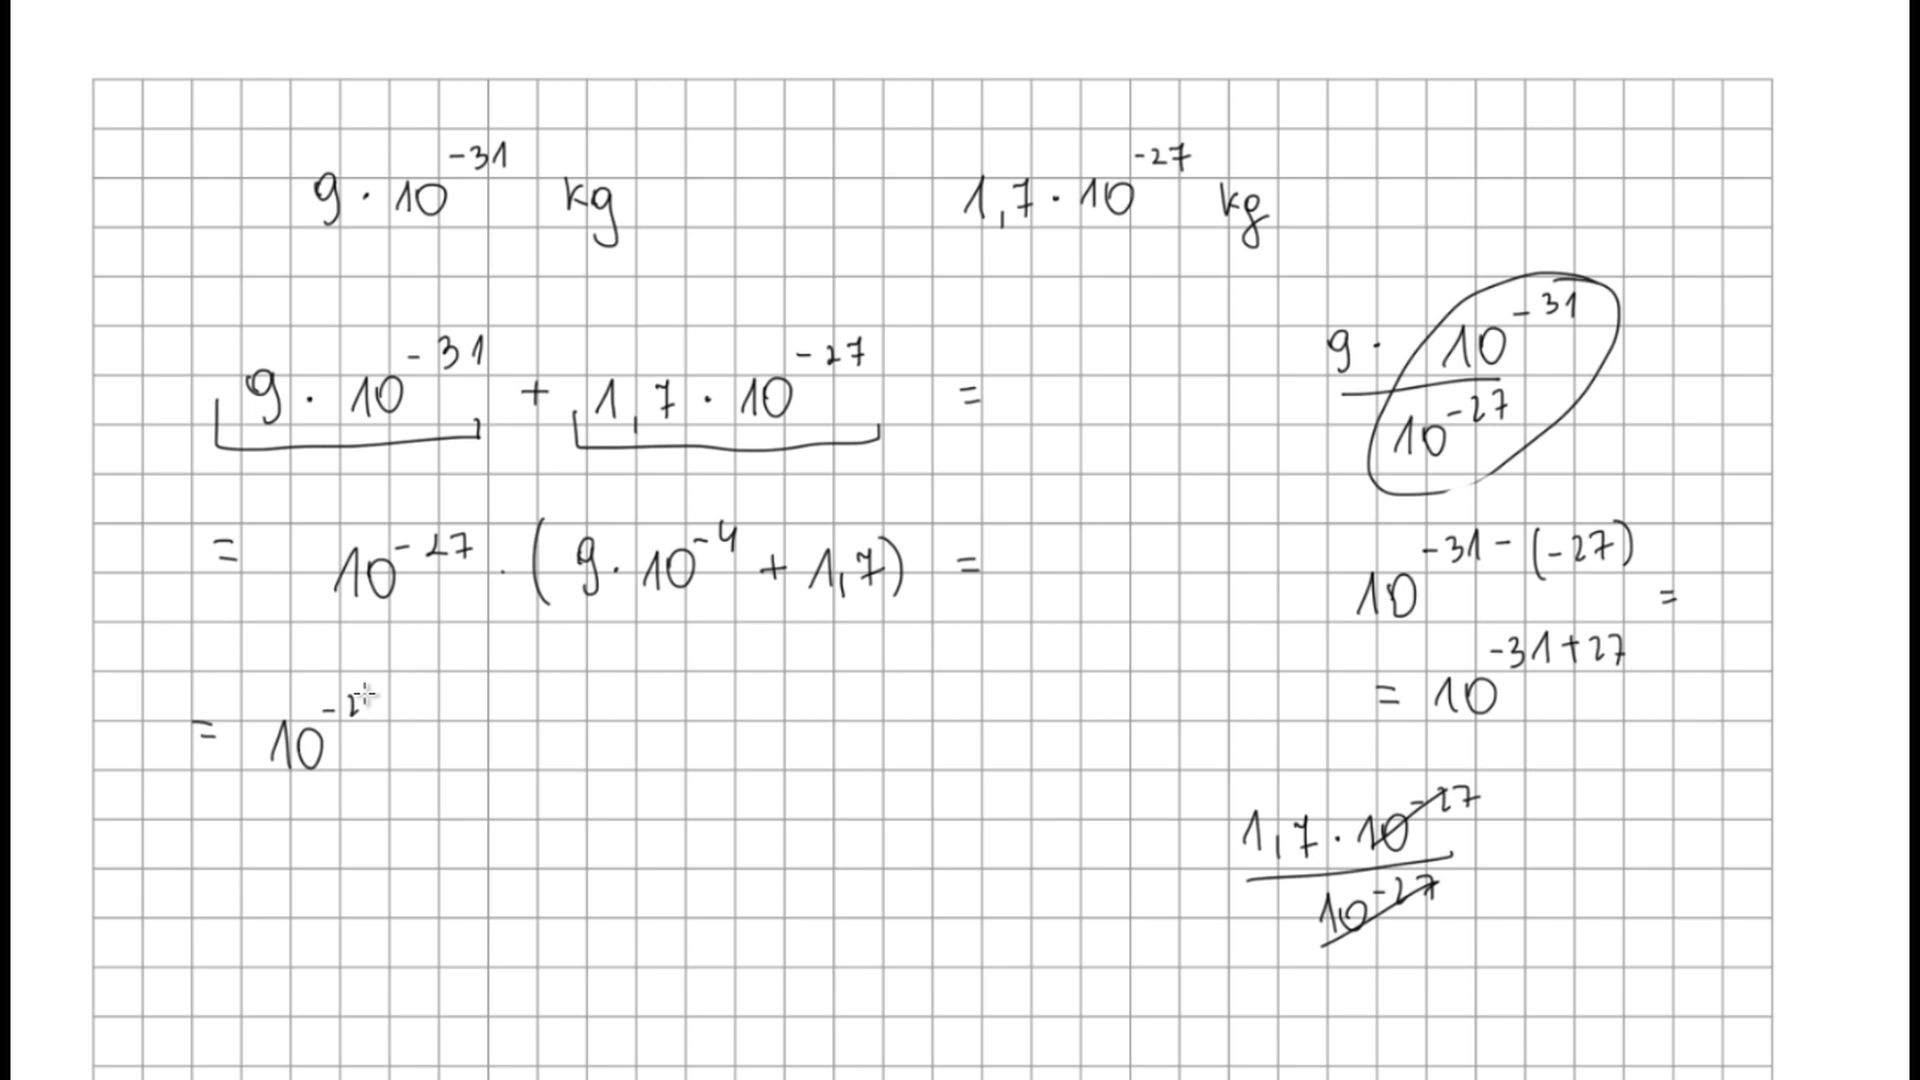 9 · 10^-31 kg
1,7 · 10^-27 kg
9 · 10^-31 + 1,7 · 10^-27 =
9 · 10^-31 / 10^-27
= 10^-27 · (9 · 10^-4 + 1,7) =
10^-31-(-27) =
= 10^-31+27
= 10^-2
1,7 · 10^-27 / 10^-27